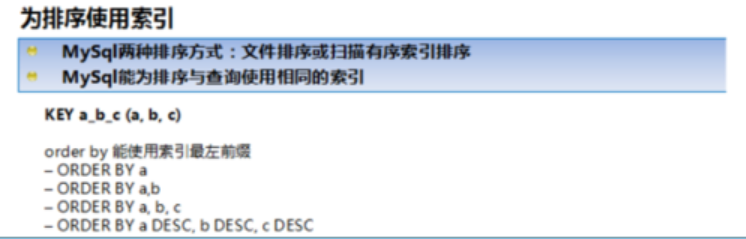 为排序使用索引
MySql两种排序方式：文件排序或扫描有序索引排序
MySql能为排序与查询使用相同的索引
KEY a_b_c (a, b, c)
order by 能使用索引最左前缀
– ORDER BY a
– ORDER BY a,b
– ORDER BY a, b, c
– ORDER BY a DESC, b DESC, c DESC